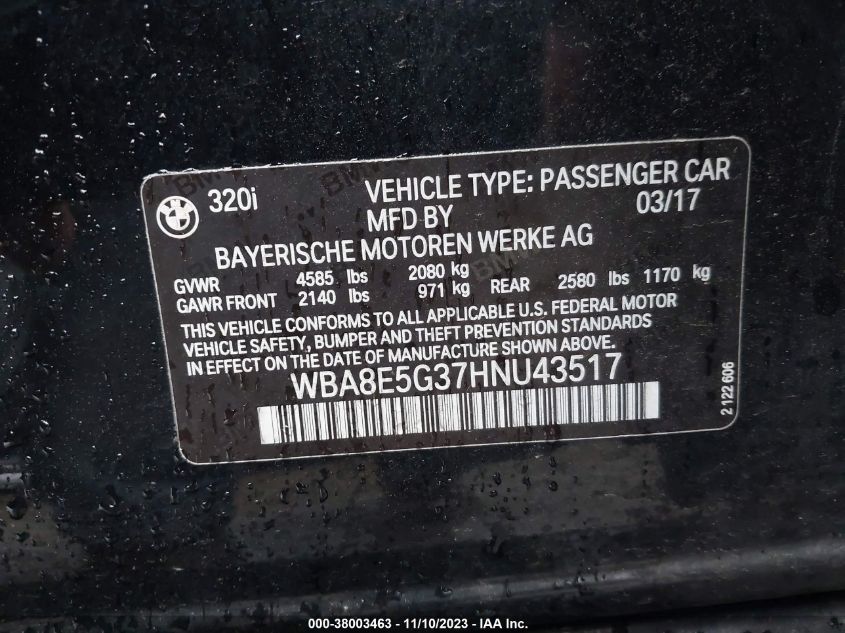 320i VEHICLE TYPE: PASSENGER CAR
MFD BY 03/17
BAYERISCHE MOTOREN WERKE AG
GVWR 4585 lbs 2080 kg
GAWR FRONT 2140 lbs 971 kg REAR 2580 lbs 1170 kg
THIS VEHICLE CONFORMS TO ALL APPLICABLE U.S. FEDERAL MOTOR
VEHICLE SAFETY, BUMPER AND THEFT PREVENTION STANDARDS
IN EFFECT ON THE DATE OF MANUFACTURE SHOWN ABOVE.
WBA8E5G37HNU43517
2 122 606
000-38003463 - 11/10/2023 - IAA Inc.